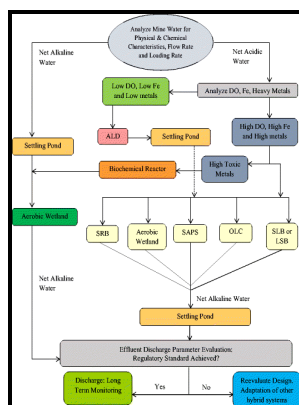 Analyze Mine Water for
Physical & Chemical
Characteristics, Flow Rate
and Loading Rate
Net Alkaline
Water
Net Acidic
Water
Low DO, Low Fe
and Low metals
Analyze DO, Fe, Heavy Metals
ALD
Settling Pond
High DO, High Fe
and High metals
Settling Pond
Biochemical Reactor
High Toxic
Metals
Aerobic Wetland
SRB
Aerobic
Wetland
SAPS
OLC
SLB or
LSB
Net Alkaline
Water
Net Alkaline Water
Settling Pond
Effluent Discharge Parameter Evaluation:
Regulatory Standard Achieved?
Discharge: Long
Term Monitoring
Yes
No
Reevaluate Design,
Adaptation of other
hybrid systems